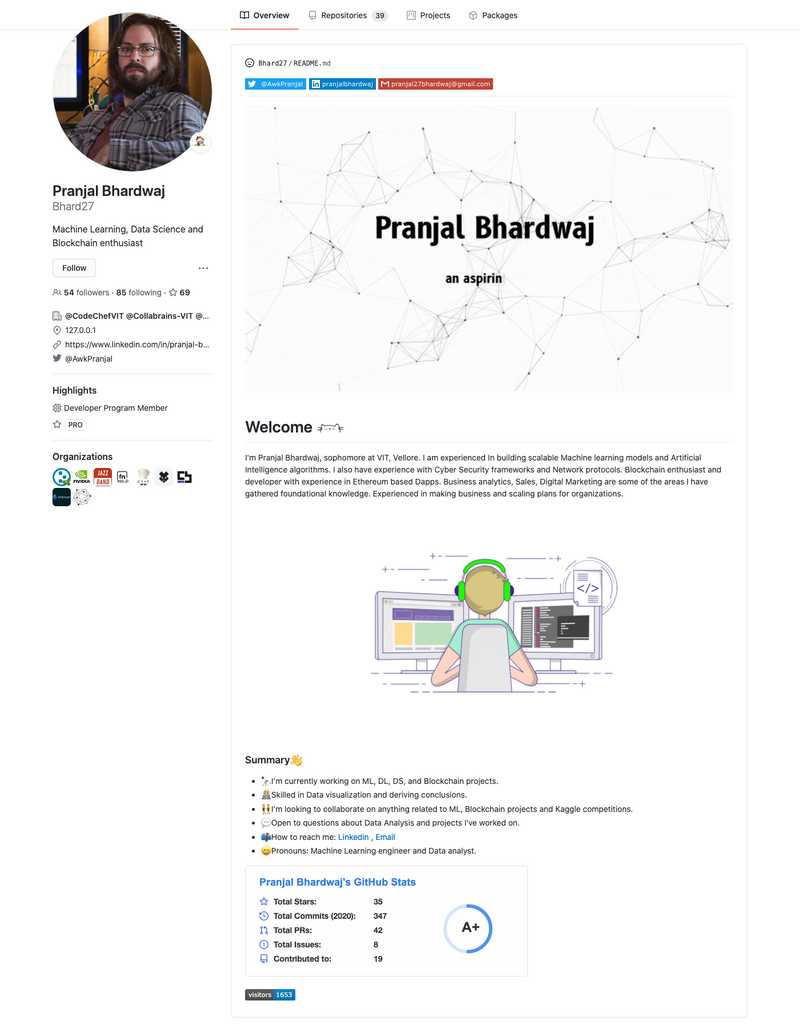 Overview
Repositories 39
Projects
Packages
Pranjal Bhardwaj
Bhard27
Machine Learning, Data Science and
Blockchain enthusiast
Follow
54 followers · 85 following · 69
@CodeChefVIT @Collabrains-VIT @...
127.0.0.1
https://www.linkedin.com/in/pranjal-b...
@AwkPranjal
Highlights
Developer Program Member
PRO
Organizations
NVIDIA
JAZZ BAND
Bhard27/README.md
@AwkPranjal
pranjalbhardwaj
pranjal27bhardwaj@gmail.com
Pranjal Bhardwaj
an aspirin
Welcome
I'm Pranjal Bhardwaj, sophomore at VIT, Vellore. I am experienced in building scalable Machine learning models and Artificial
Intelligence algorithms. I also have experience with Cyber Security frameworks and Network protocols. Blockchain enthusiast and
developer with experience in Ethereum based Dapps. Business analytics, Sales, Digital Marketing are some of the areas I have
gathered foundational knowledge. Experienced in making business and scaling plans for organizations.
</>
Summary👋
🔭I'm currently working on ML, DL, DS, and Blockchain projects.
Skilled in Data visualization and deriving conclusions.
I'm looking to collaborate on anything related to ML, Blockchain projects and Kaggle competitions.
💬Open to questions about Data Analysis and projects I've worked on.
📫How to reach me: Linkedin , Email
😄Pronouns: Machine Learning engineer and Data analyst.
Pranjal Bhardwaj's GitHub Stats
Total Stars: 35
Total Commits (2020): 347
Total PRs: 42
Total Issues: 8
Contributed to: 19
A+
visitors 1653